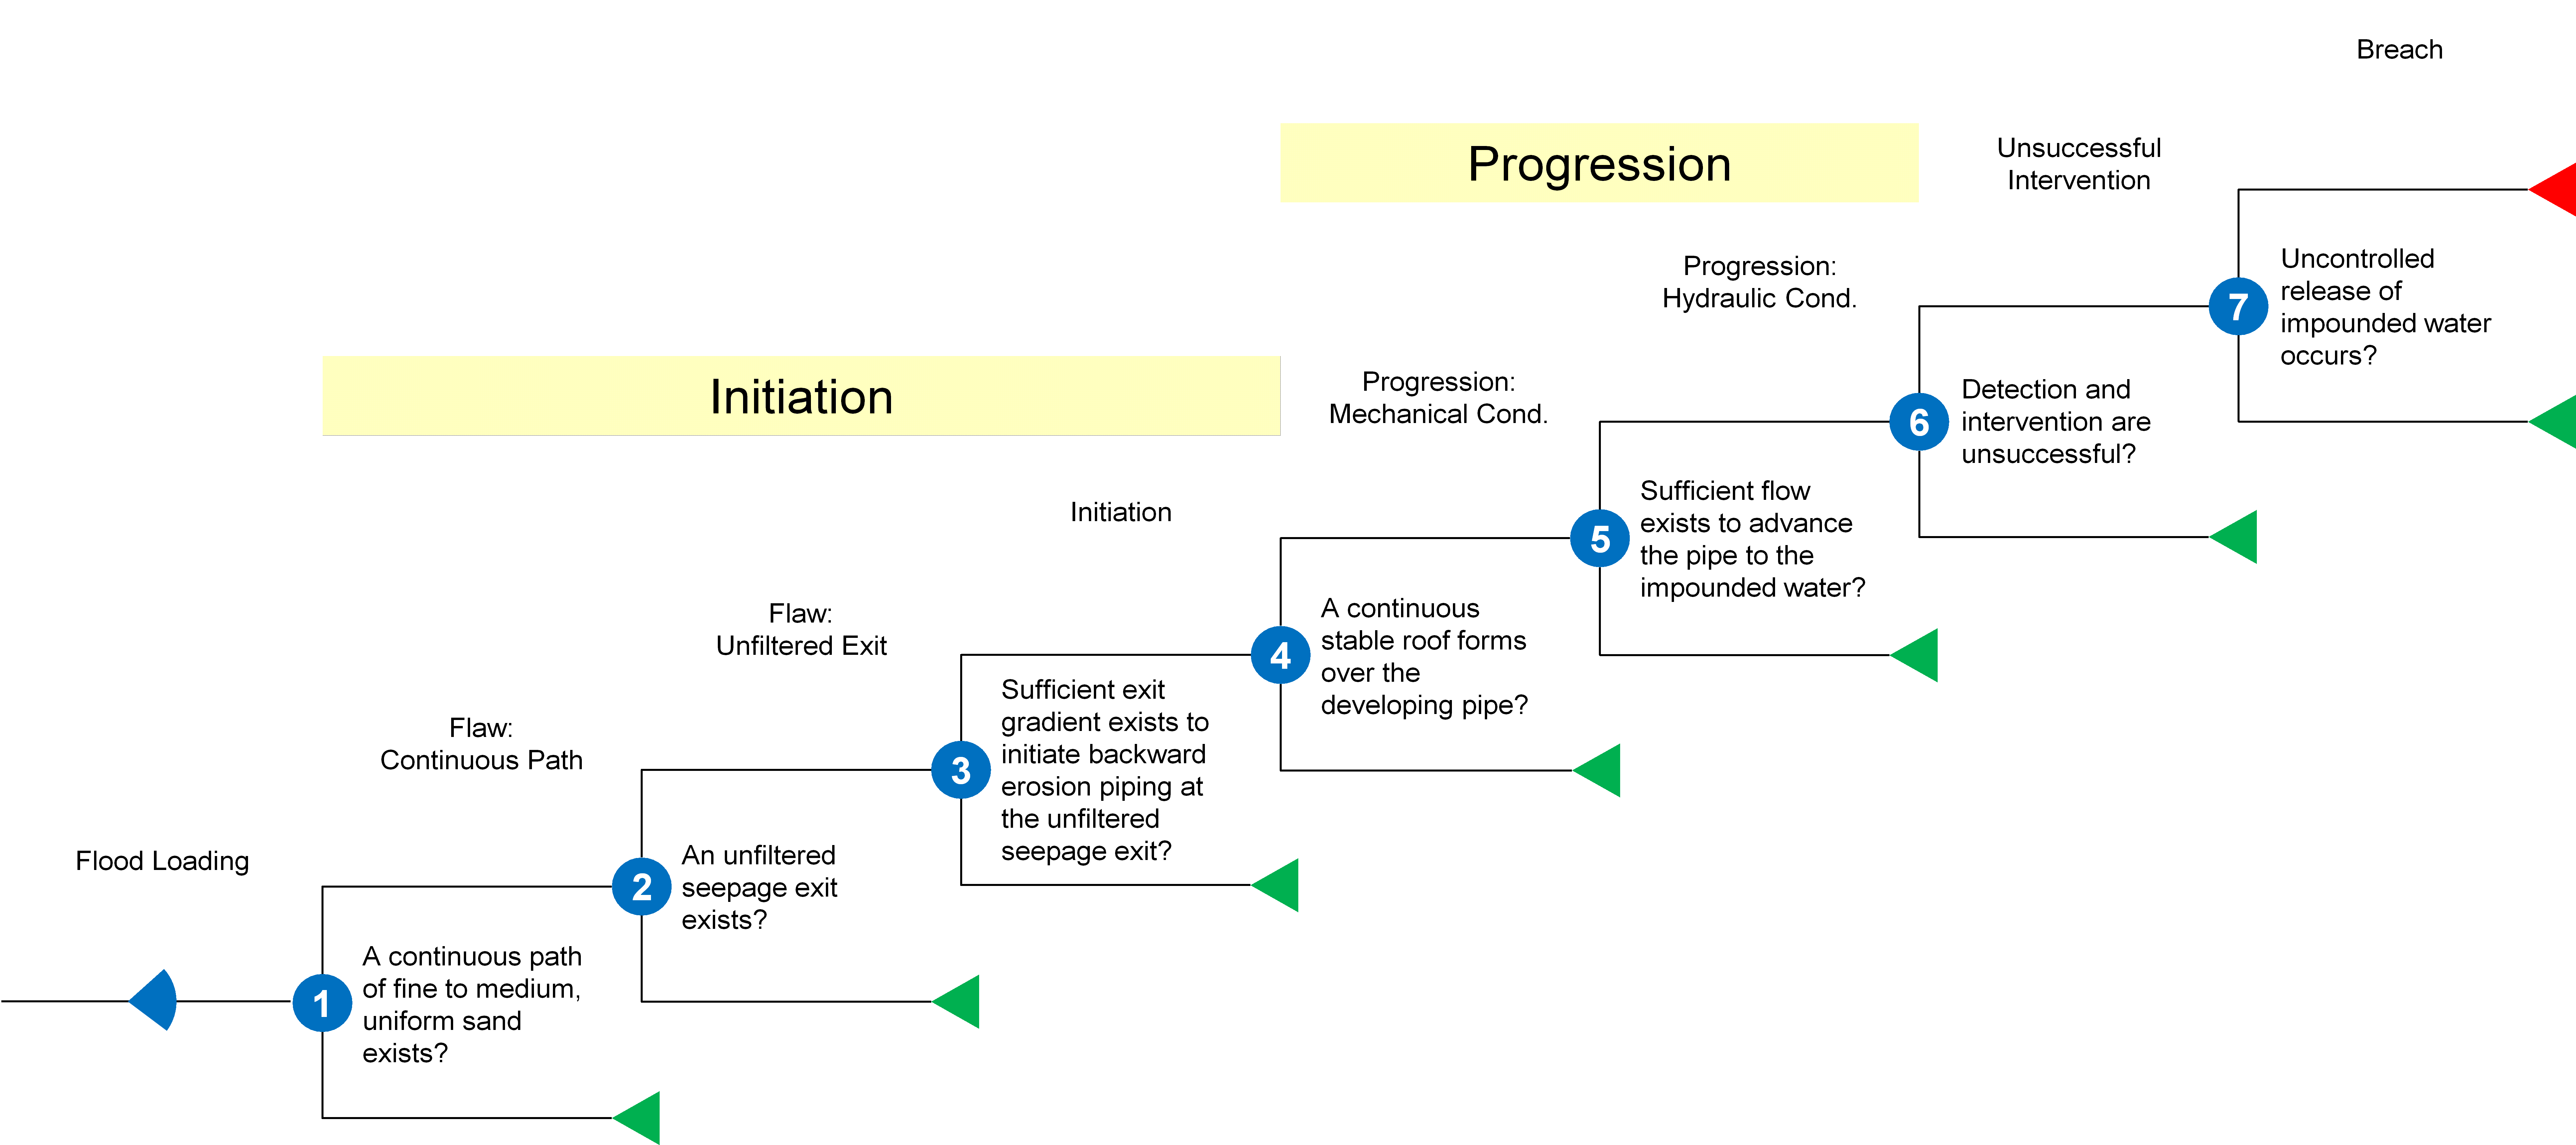 Breach
Progression
Unsuccessful
Intervention
7
Uncontrolled
release of
impounded water
occurs?
Progression:
Hydraulic Cond.
6
Detection and
intervention are
unsuccessful?
Initiation
Progression:
Mechanical Cond.
5
Sufficient flow
exists to advance
the pipe to the
impounded water?
Initiation
4
A continuous
stable roof forms
over the
developing pipe?
Flaw:
Unfiltered Exit
3
Sufficient exit
gradient exists to
initiate backward
erosion piping at
the unfiltered
seepage exit?
Flaw:
Continuous Path
2
An unfiltered
seepage exit
exists?
Flood Loading
1
A continuous path
of fine to medium,
uniform sand
exists?